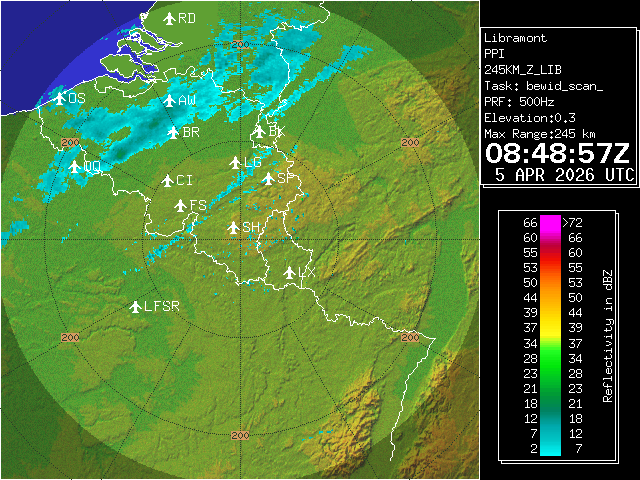 RD
200
OS
AW
BR
BK
200
200
LG
CI
SP
FS
SH
LX
LFSR
200
200
200
Libramont
PPI
245KM_Z_LIB
Task: bewid_scan_
PRF: 500Hz
Elevation:0.3
Max Range:245 km
08:48:57Z
5 APR 2026 UTC
66 >72
60 66
55 60
53 55
50 53
44 50
39 44
37 39
34 37
28 34
23 28
21 23
18 21
12 18
7 12
2 7
Reflectivity in dBZ